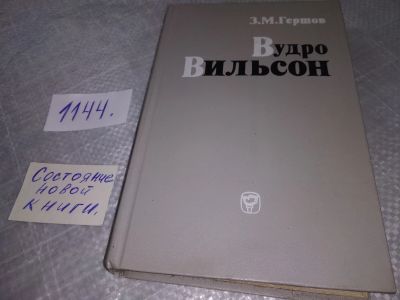 З.М.Гершов
Вудро
Вильсон
1144.
Состояние
новой
книги.